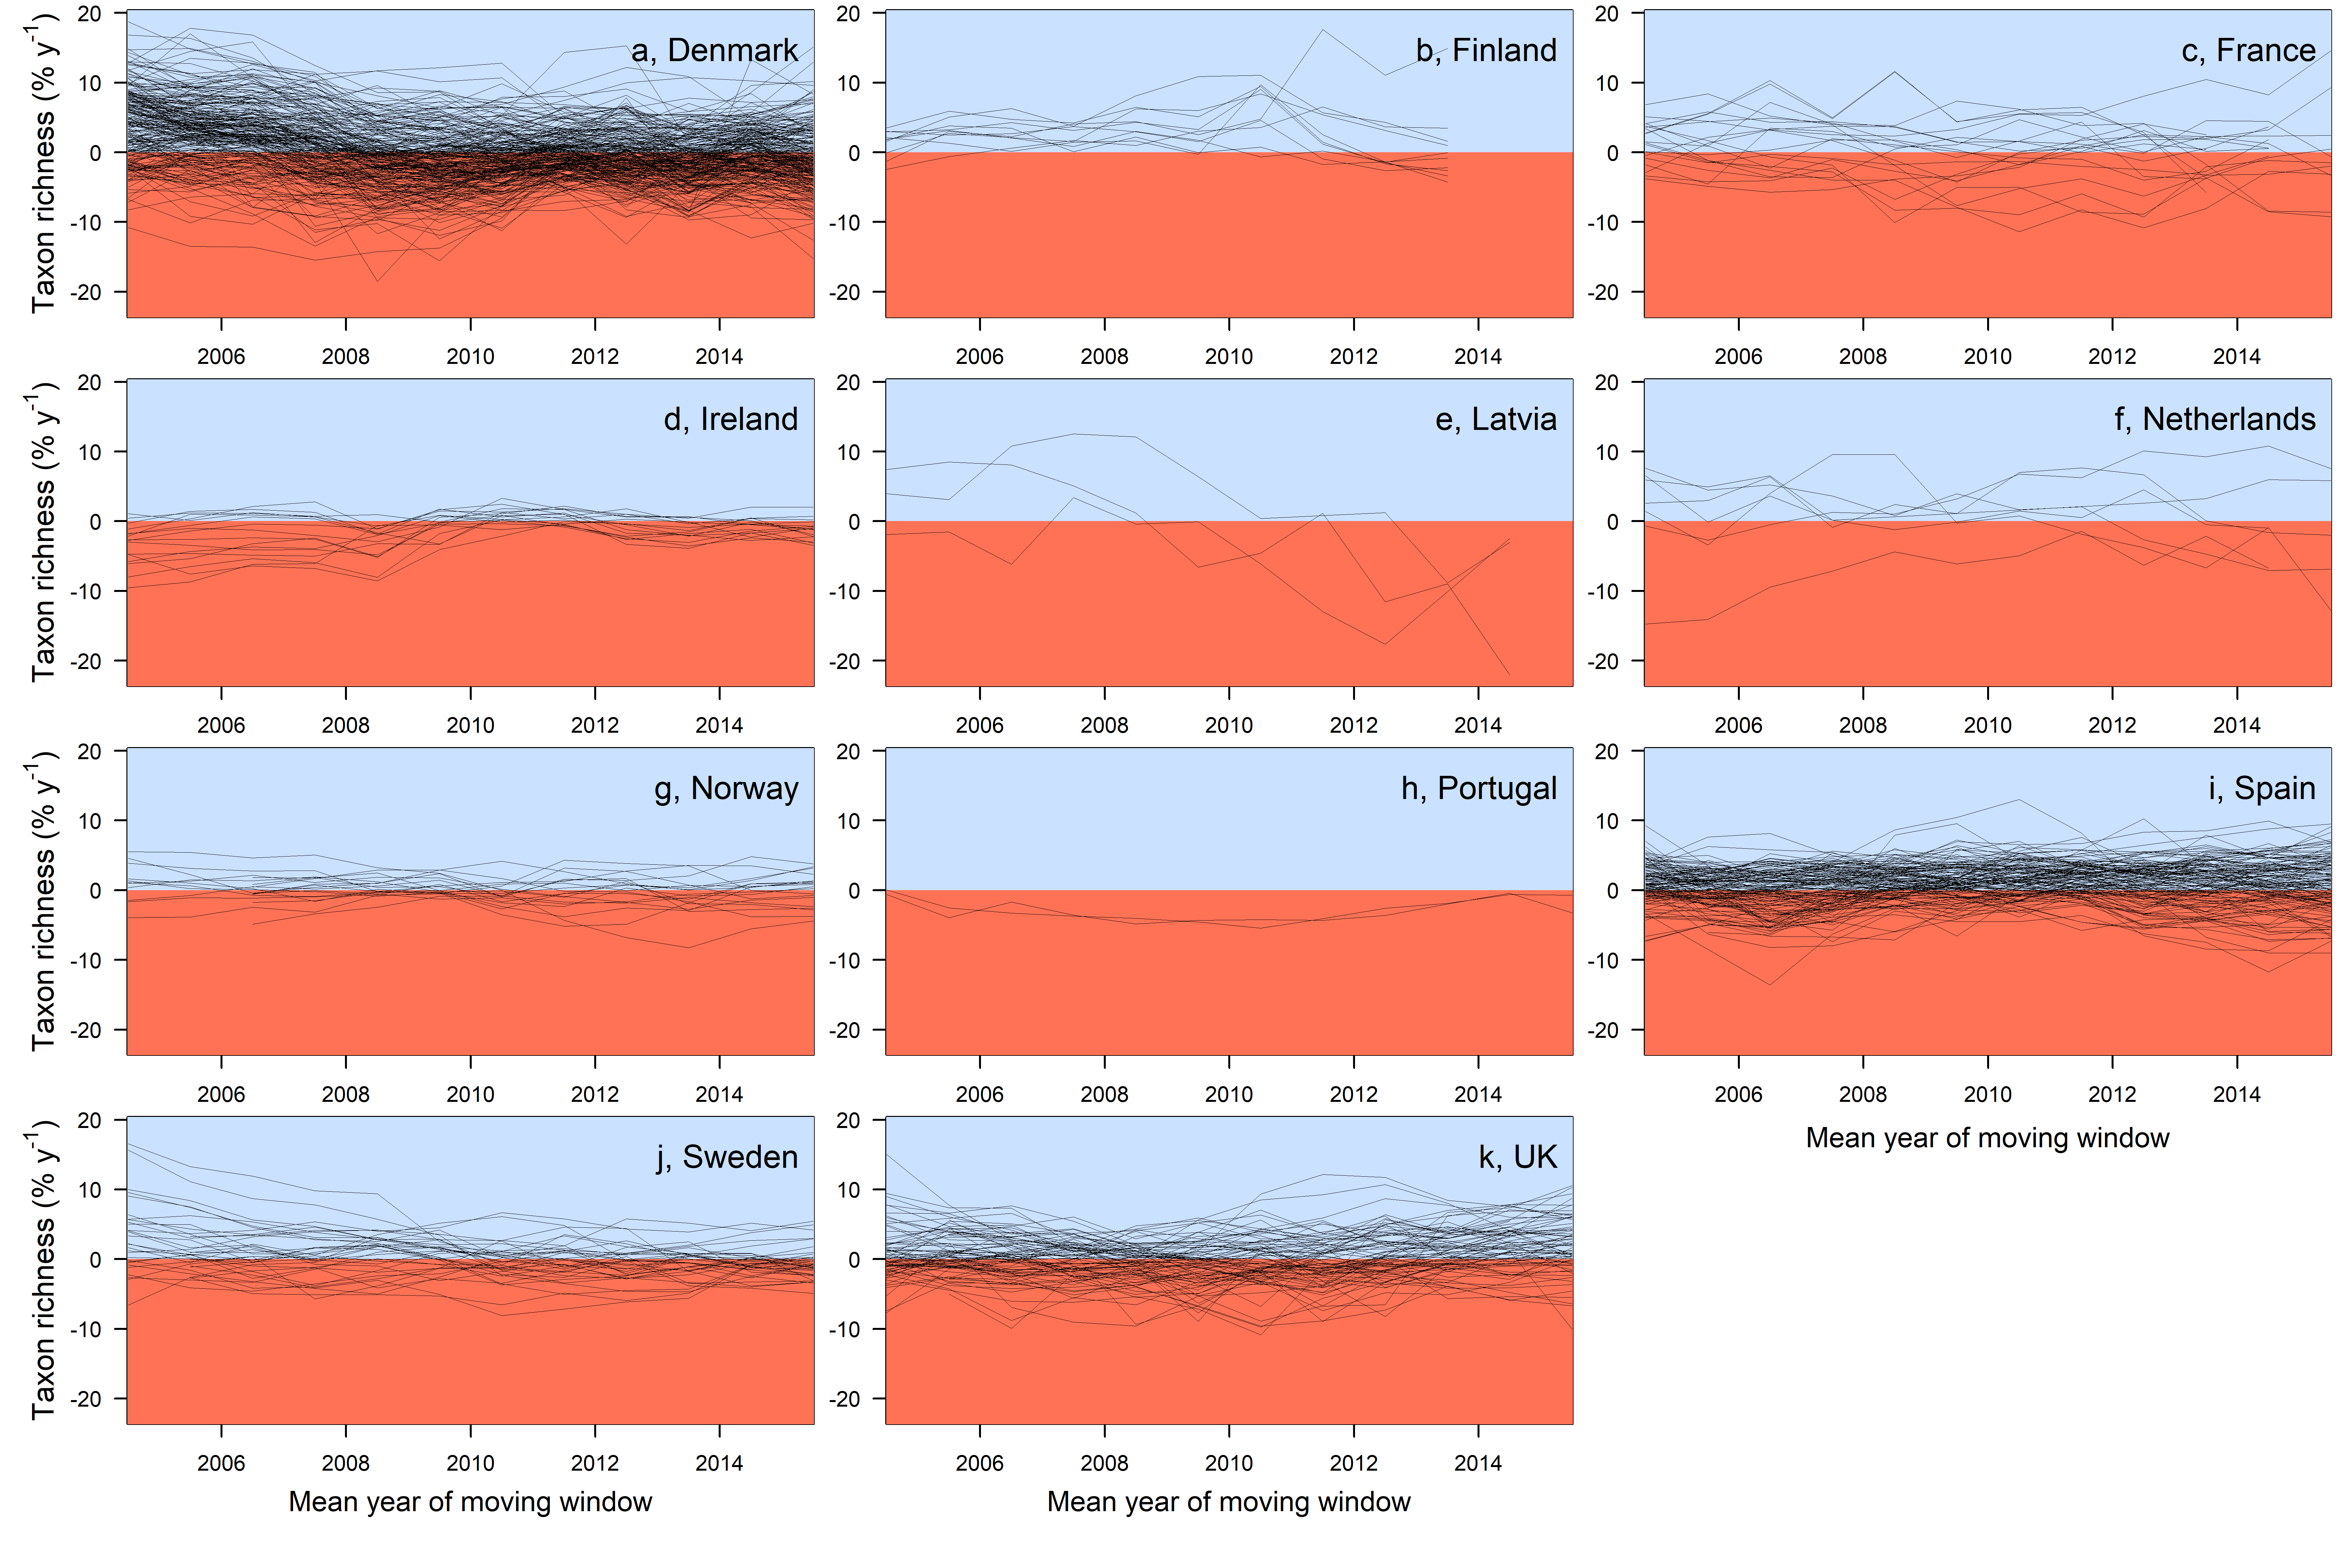 Taxon richness (% y-1)
20
10
0
-10
-20
a, Denmark
2006 2008 2010 2012 2014
20
10
0
-10
-20
b, Finland
2006 2008 2010 2012 2014
20
10
0
-10
-20
c, France
2006 2008 2010 2012 2014
Taxon richness (% y-1)
20
10
0
-10
-20
d, Ireland
2006 2008 2010 2012 2014
20
10
0
-10
-20
e, Latvia
2006 2008 2010 2012 2014
20
10
0
-10
-20
f, Netherlands
2006 2008 2010 2012 2014
Taxon richness (% y-1)
20
10
0
-10
-20
g, Norway
2006 2008 2010 2012 2014
20
10
0
-10
-20
h, Portugal
2006 2008 2010 2012 2014
20
10
0
-10
-20
i, Spain
2006 2008 2010 2012 2014
Mean year of moving window
Taxon richness (% y-1)
20
10
0
-10
-20
j, Sweden
2006 2008 2010 2012 2014
Mean year of moving window
20
10
0
-10
-20
k, UK
2006 2008 2010 2012 2014
Mean year of moving window